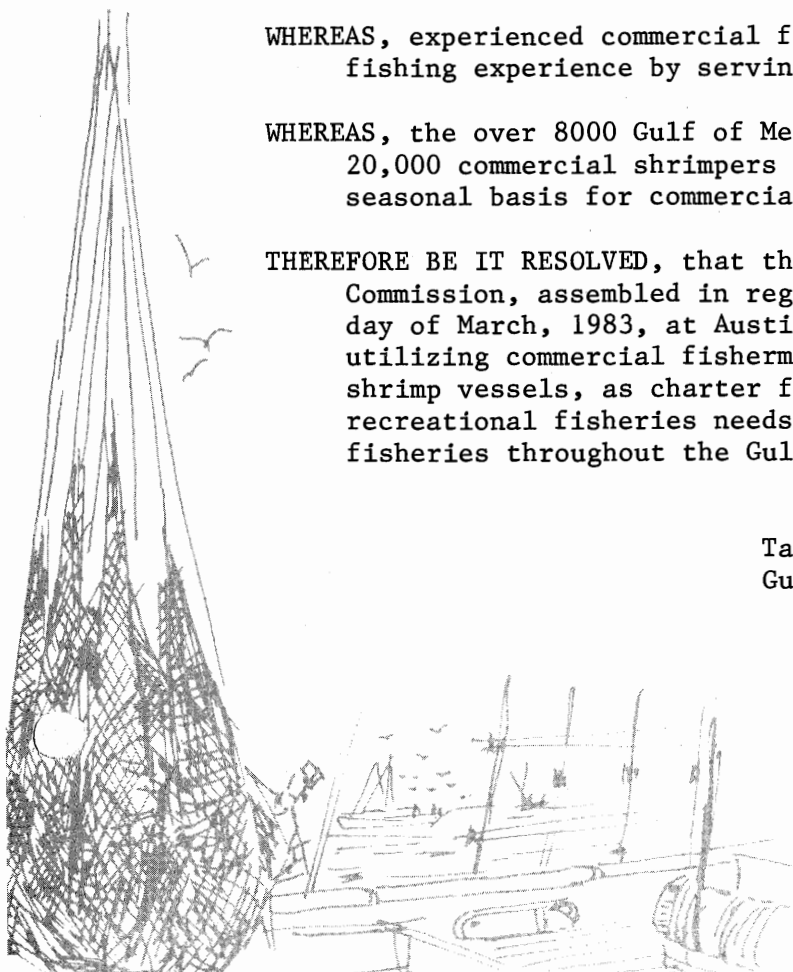 WHEREAS, experienced commercial f
fishing experience by servin
WHEREAS, the over 8000 Gulf of Me
20,000 commercial shrimpers
seasonal basis for commercia
THEREFORE BE IT RESOLVED, that th
Commission, assembled in reg
day of March, 1983, at Austi
utilizing commercial fisherm
shrimp vessels, as charter f
recreational fisheries needs
fisheries throughout the Gul
Ta
Gu